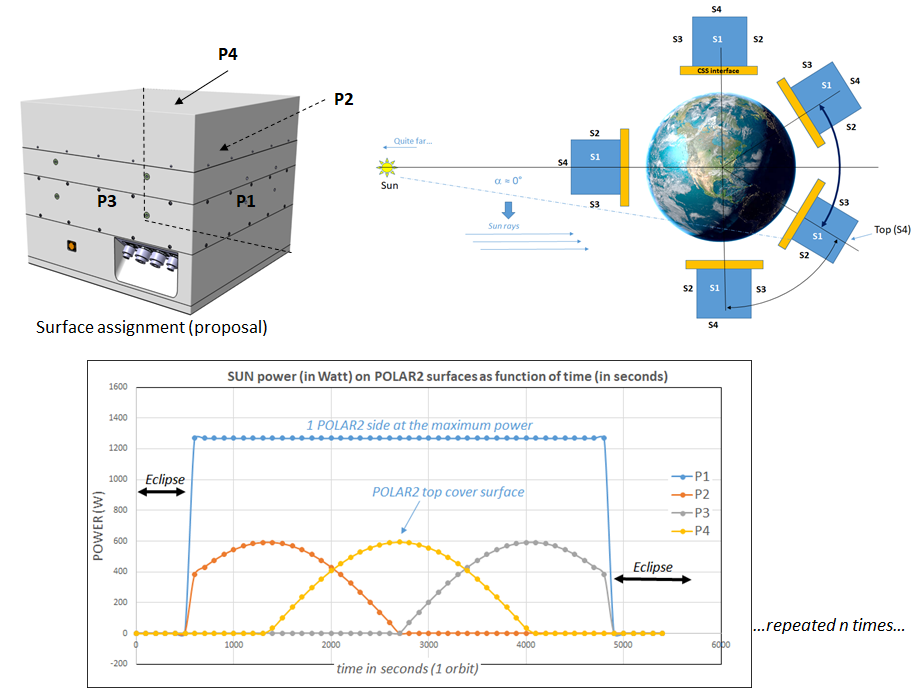 P4
P2
P3
P1
Surface assignment (proposal)
S4
S3
S1
S2
CSS interface
S3
S1
S2
Quite far…
Sun
S2
S4
S1
S3
α ≈ 0°
Sun rays
S3
S1
S2
Top (S4)
S2
S1
S3
S4
SUN power (in Watt) on POLAR2 surfaces as function of time (in seconds)
1600
1400
1200
1000
800
600
400
200
0
-200
POWER (W)
1 POLAR2 side at the maximum power
Eclipse
POLAR2 top cover surface
P1
P2
P3
P4
Eclipse
0
1000
2000
3000
4000
5000
6000
time in seconds (1 orbit)
…repeated n times…